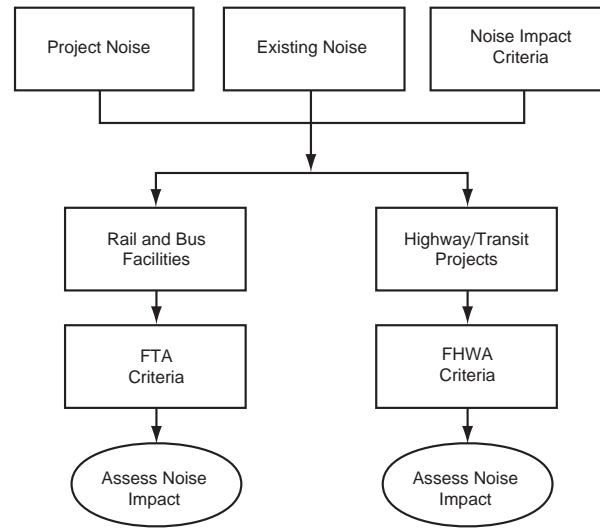 Project Noise
Existing Noise
Noise Impact
Criteria
Rail and Bus
Facilities
Highway/Transit
Projects
FTA
Criteria
FHWA
Criteria
Assess Noise
Impact
Assess Noise
Impact